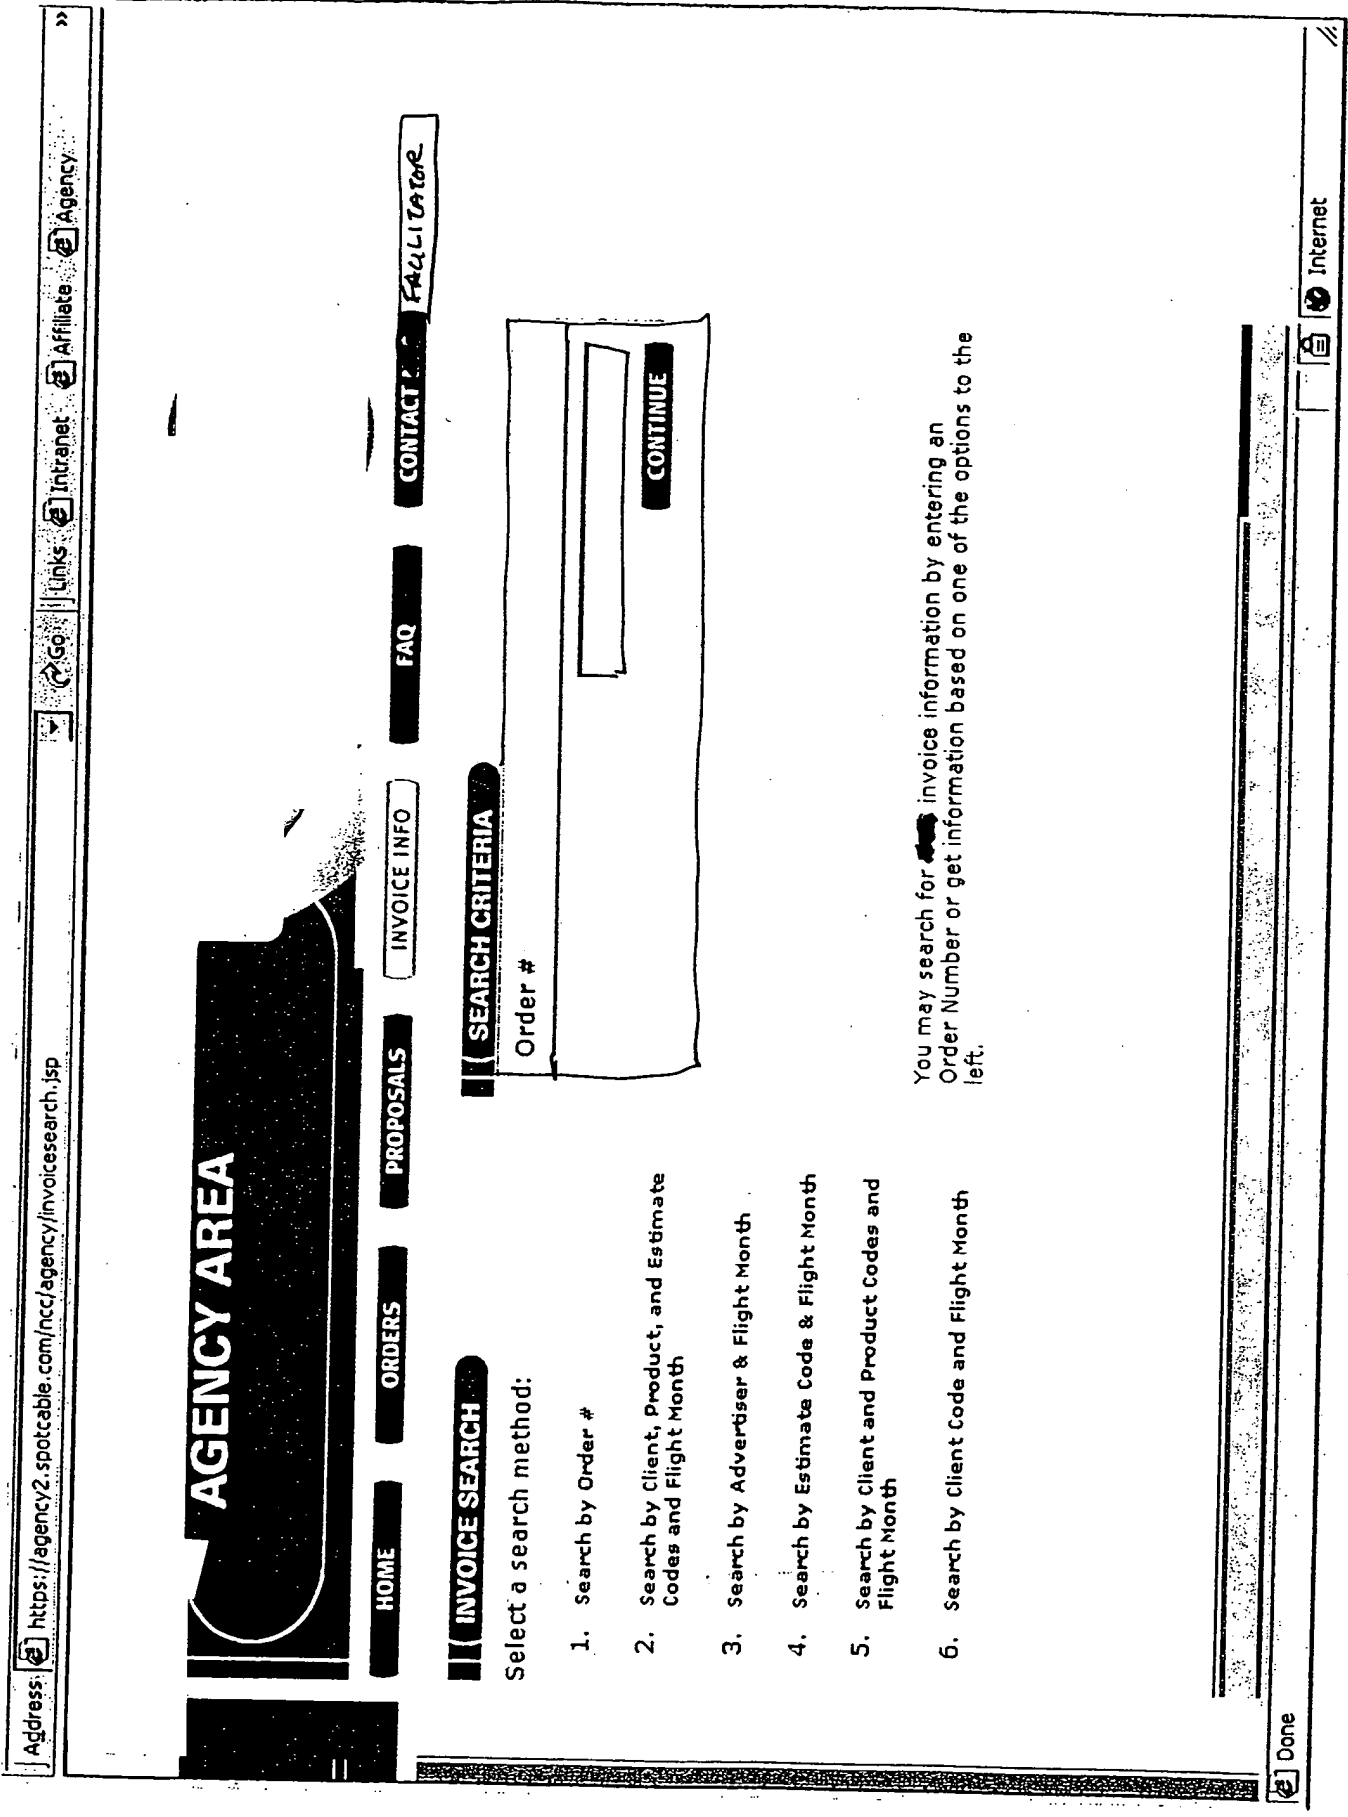 Address: https://agency2.spotcable.com/ncc/agency/invoicesearch.jsp Go Links Intranet Affiliate Agency »
AGENCY AREA
HOME ORDERS PROPOSALS INVOICE INFO FAQ CONTACT FACILITATOR
INVOICE SEARCH
Select a search method:
1. Search by Order #
2. Search by Client, Product, and Estimate
Codes and Flight Month
3. Search by Advertiser & Flight Month
4. Search by Estimate Code & Flight Month
5. Search by Client and Product Codes and
Flight Month
6. Search by Client Code and Flight Month
SEARCH CRITERIA
Order #
CONTINUE
You may search for invoice information by entering an
Order Number or get information based on one of the options to the
left.
Done Internet